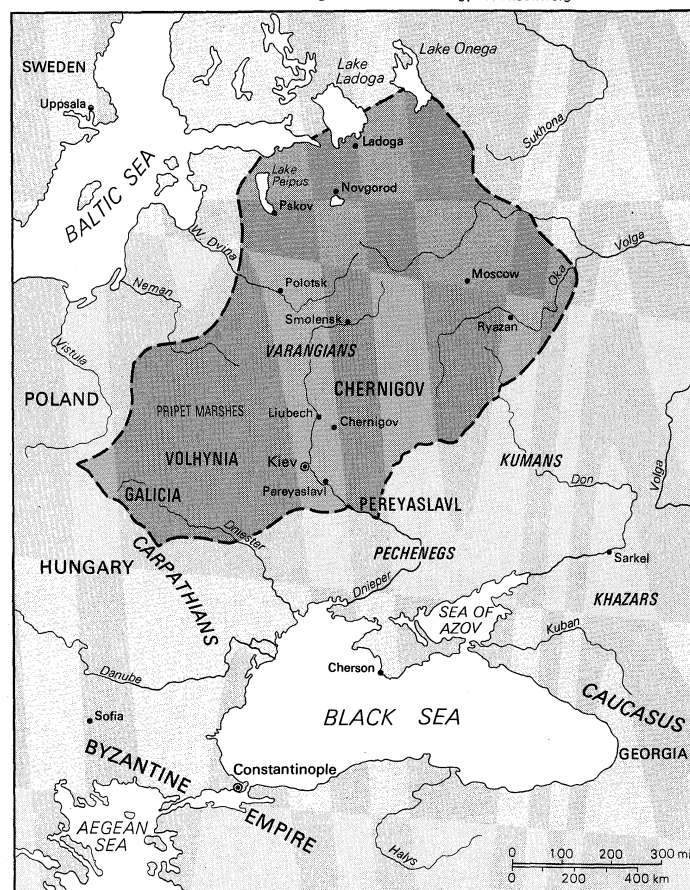 Lake Onega
Lake
Ladoga
SWEDEN
Uppsala
Ladoga
Sukhona
BALTIC SEA
Lake
Peipus
Novgorod
Pskov
W. Dvina
Volga
Neman
Polotsk
Moscow
Oka
Smolensk
Ryazan
VARANGIANS
Vistula
CHERNIGOV
POLAND
PRIPET MARSHES
Liubech
Chernigov
VOLHYNIA
Kiev
KUMANS
GALICIA
Pereyaslavl
PEREYASLAVL
Don
Volga
Dniester
CARPATHIANS
PECHENEGS
Sarkel
HUNGARY
Dnieper
KHAZARS
SEA OF
AZOV
Kuban
Cherson
Danube
CAUCASUS
Sofia
BLACK SEA
GEORGIA
BYZANTINE
EMPIRE
Constantinople
AEGEAN
SEA
Halys
0 100 200 300 mi
0 200 400 km